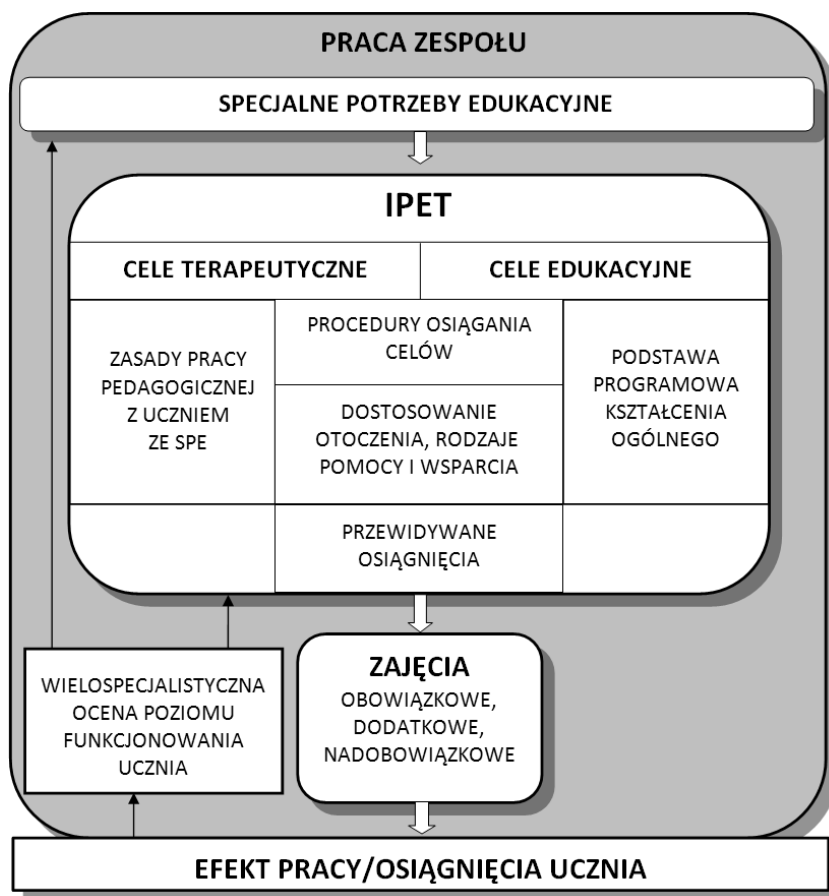 PRACA ZESPOŁU
SPECJALNE POTRZEBY EDUKACYJNE
IPET
CELE TERAPEUTYCZNE
CELE EDUKACYJNE
ZASADY PRACY
PEDAGOGICZNEJ
Z UCZNIEM
ZE SPE
PROCEDURY OSIĄGANIA
CELÓW
DOSTOSOWANIE
OTOCZENIA, RODZAJE
POMOCY I WSPARCIA
PODSTAWA
PROGRAMOWA
KSZTAŁCENIA
OGÓLNEGO
PRZEWIDYWANE
OSIĄGNIĘCIA
WIELOSPECJALISTYCZNA
OCENA POZIOMU
FUNKCJONOWANIA
UCZNIA
ZAJĘCIA
OBOWIĄZKOWE,
DODATKOWE,
NADOBOWIĄZKOWE
EFEKT PRACY/OSIĄGNIĘCIA UCZNIA